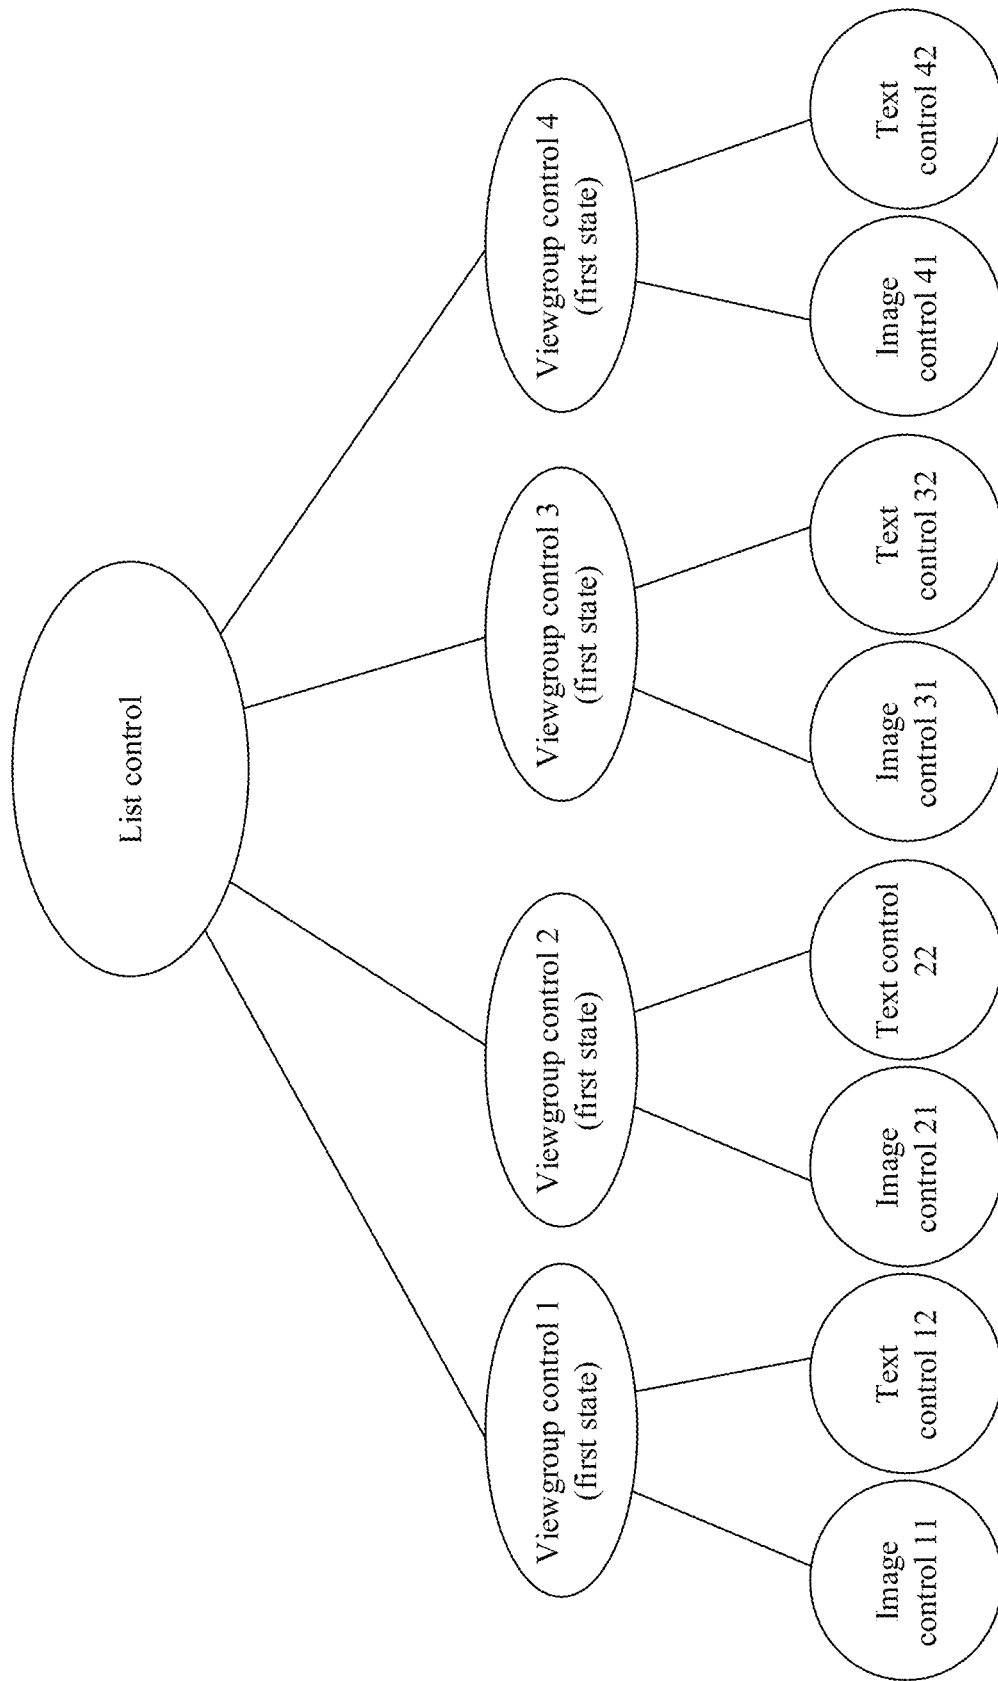 List control
Viewgroup control 1
(first state)
Viewgroup control 2
(first state)
Viewgroup control 3
(first state)
Viewgroup control 4
(first state)
Image
control 11
Text
control 12
Image
control 21
Text control
22
Image
control 31
Text
control 32
Image
control 41
Text
control 42